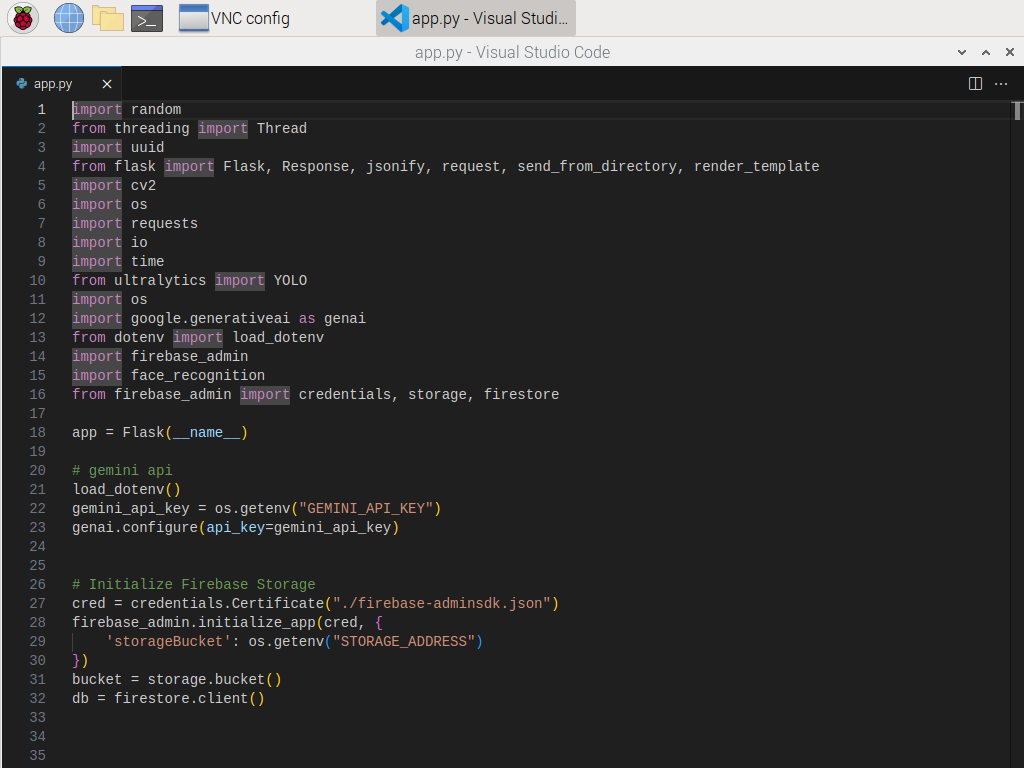 VNC config
app.py - Visual Studi...
app.py - Visual Studio Code
app.py
1 import random
2 from threading import Thread
3 import uuid
4 from flask import Flask, Response, jsonify, request, send_from_directory, render_template
5 import cv2
6 import os
7 import requests
8 import io
9 import time
10 from ultralytics import YOLO
11 import os
12 import google.generativeai as genai
13 from dotenv import load_dotenv
14 import firebase_admin
15 import face_recognition
16 from firebase_admin import credentials, storage, firestore
17
18 app = Flask(__name__)
19
20 # gemini api
21 load_dotenv()
22 gemini_api_key = os.getenv("GEMINI_API_KEY")
23 genai.configure(api_key=gemini_api_key)
24
25
26 # Initialize Firebase Storage
27 cred = credentials.Certificate("./firebase-adminsdk.json")
28 firebase_admin.initialize_app(cred, {
29     'storageBucket': os.getenv("STORAGE_ADDRESS")
30 })
31 bucket = storage.bucket()
32 db = firestore.client()
33
34
35